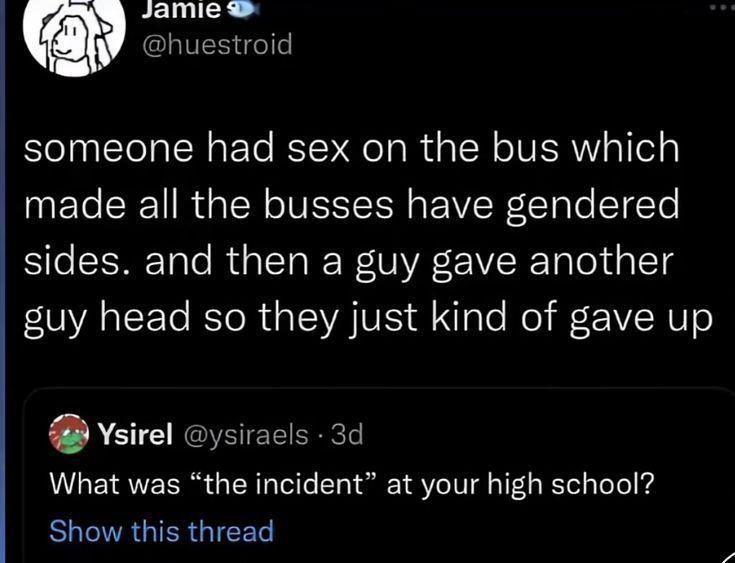 Jamie
@huestroid
someone had sex on the bus which
made all the busses have gendered
sides. and then a guy gave another
guy head so they just kind of gave up
Ysirel @ysiraels · 3d
What was “the incident” at your high school?
Show this thread